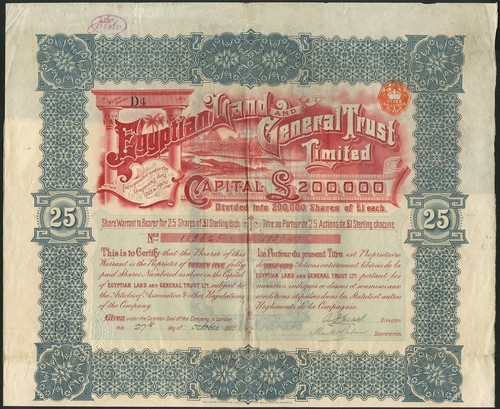 D4
Egyptian Land AND
General Trust
Limited
CAPITAL £200,000
Divided into 200,000 Shares of £1 each.
Share Warrant to Bearer for 25 Shares of £1 Sterling each.
Titre au Porteur de 25 Actions de £1 Sterling chacune.
25
25
This is to Certify that the Bearer of this
Warrant is the Proprietor of TWENTY FIVE fully
paid Shares, Numbered as above in the Capital
of EGYPTIAN LAND AND GENERAL TRUST LTD. subject to
the Articles of Association & other Regulations
of the Company.
Le Porteur du present Titre est Proprietaire
de Actions entièrement libérées de la
EGYPTIAN LAND AND GENERAL TRUST LTD. portant les
numéros indiqués ci-dessus et soumises aux
conditions stipulées dans les Statuts et autres
Règlements de la Compagnie.
Given under the Common Seal of the Company, in London
this 27th day of October
Director.
Secretaries.